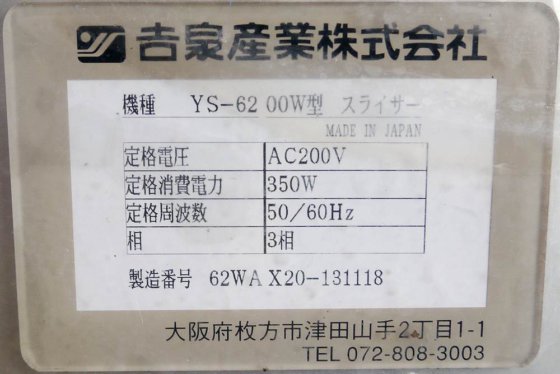 吉泉産業株式会社
機種 YS-6200W型 スライサー
MADE IN JAPAN
定格電圧 AC200V
定格消費電力 350W
定格周波数 50/60Hz
相 3相
製造番号 62WAX20-131118
大阪府枚方市津田山手2丁目1-1
TEL 072-808-3003